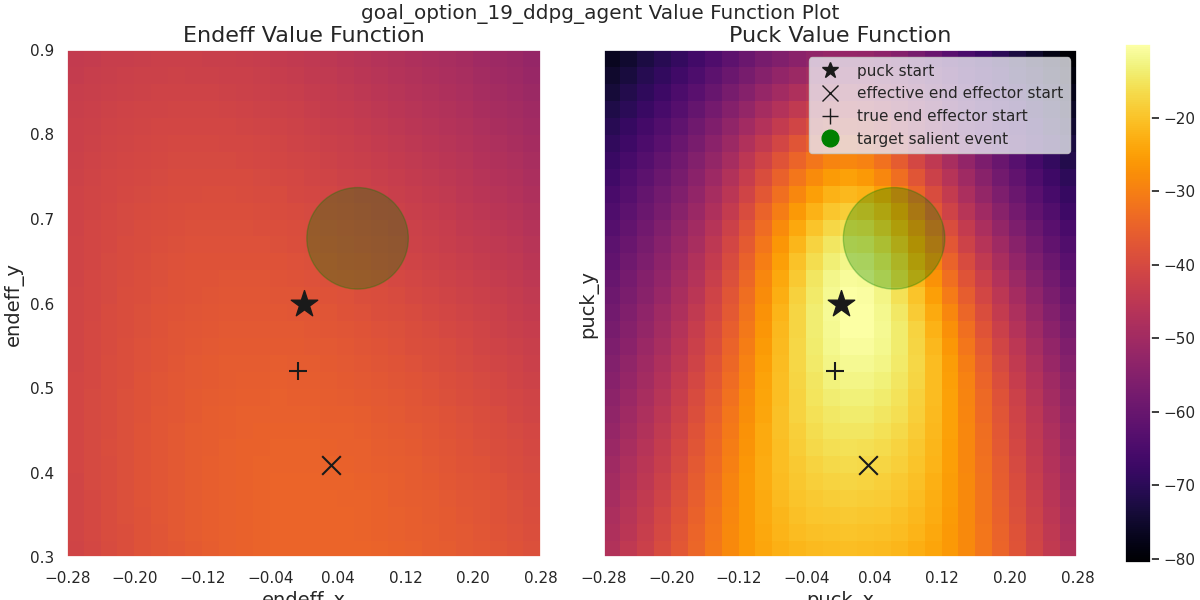 goal_option_19_ddpg_agent Value Function Plot
Endeff Value Function
Puck Value Function
puck start
effective end effector start
true end effector start
target salient event
0.9
0.8
0.7
0.6
0.5
0.4
0.3
endeff_y
−0.28 −0.20 −0.12 −0.04 0.04 0.12 0.20 0.28
endeff_x
puck_y
−0.28 −0.20 −0.12 −0.04 0.04 0.12 0.20 0.28
puck_x
−20
−30
−40
−50
−60
−70
−80